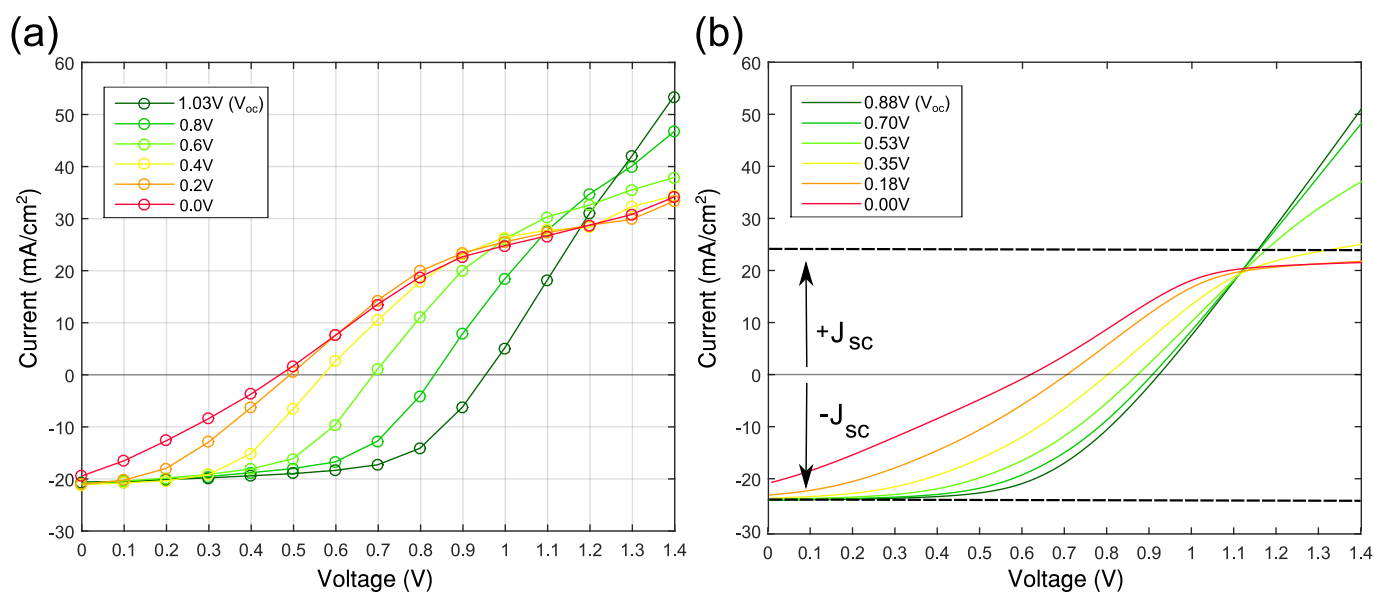 (a)
60
50
40
30
20
10
0
-10
-20
-30
Current (mA/cm²)
1.03V (Voc)
0.8V
0.6V
0.4V
0.2V
0.0V
0 0.1 0.2 0.3 0.4 0.5 0.6 0.7 0.8 0.9 1 1.1 1.2 1.3 1.4
Voltage (V)
(b)
60
50
40
30
20
10
0
-10
-20
-30
Current (mA/cm²)
0.88V (Voc)
0.70V
0.53V
0.35V
0.18V
0.00V
+Jsc
-Jsc
0 0.1 0.2 0.3 0.4 0.5 0.6 0.7 0.8 0.9 1 1.1 1.2 1.3 1.4
Voltage (V)